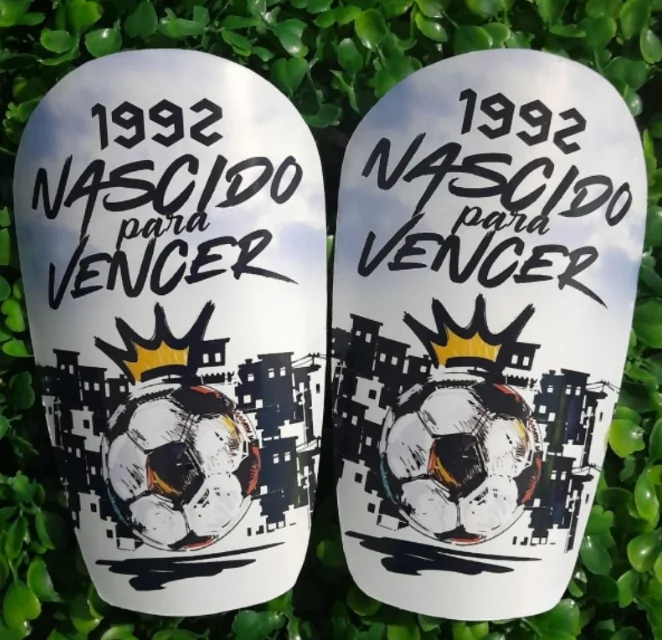 1992
NASCIDO
para
VENCER
1992
NASCIDO
para
VENCER